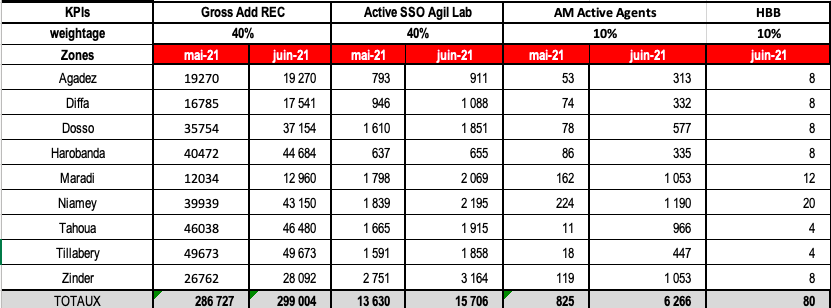 KPIs Gross Add REC Active SSO Agil Lab AM Active Agents HBB
weightage 40% 40% 10% 10%
Zones mai-21 juin-21 mai-21 juin-21 mai-21 juin-21 juin-21
Agadez 19270 19 270 793 911 53 313 8
Diffa 16785 17 541 946 1 088 74 332 8
Dosso 35754 37 154 1 610 1 851 78 577 8
Harobanda 40472 44 684 637 655 86 335 8
Maradi 12034 12 960 1 798 2 069 162 1 053 12
Niamey 39939 43 150 1 839 2 195 224 1 190 20
Tahoua 46038 46 480 1 665 1 915 11 966 4
Tillabery 49673 49 673 1 591 1 858 18 447 4
Zinder 26762 28 092 2 751 3 164 119 1 053 8
TOTAUX 286 727 299 004 13 630 15 706 825 6 266 80